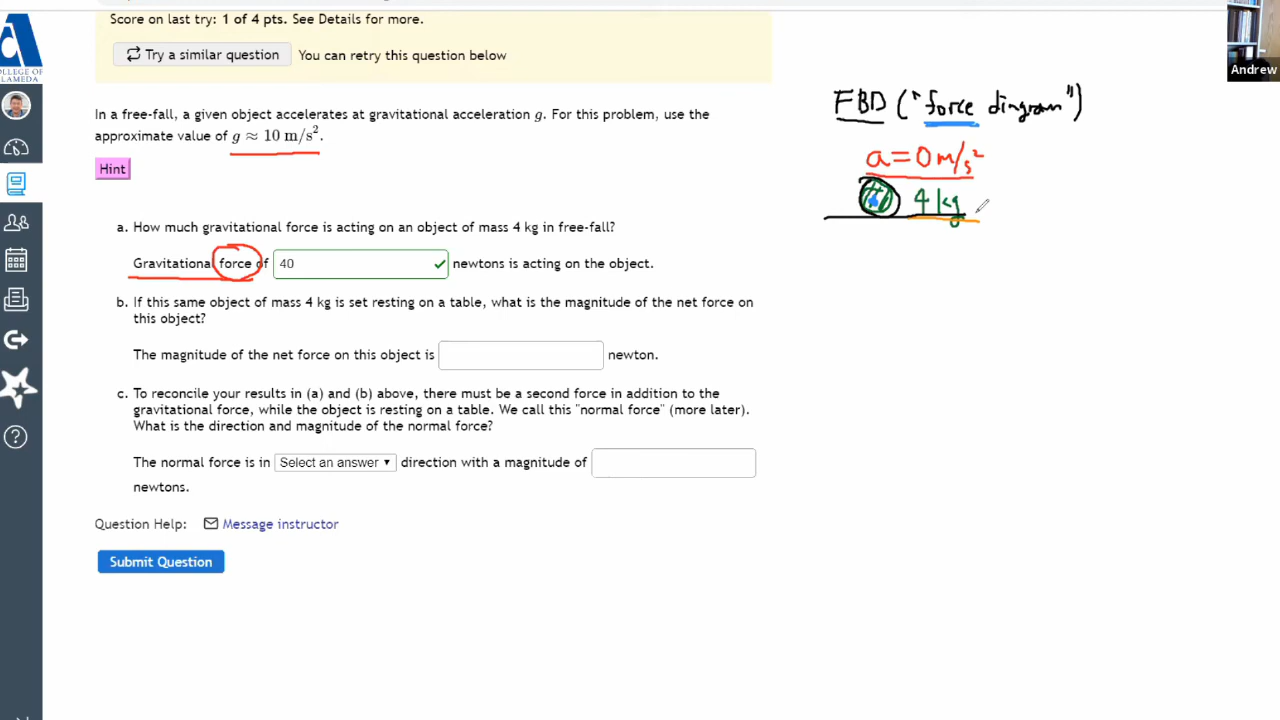 Score on last try: 1 of 4 pts. See Details for more.
Try a similar question You can retry this question below
COLLEGE OF
ALAMEDA
Andrew
In a free-fall, a given object accelerates at gravitational acceleration g. For this problem, use the
approximate value of g ≈ 10 m/s².
Hint
a. How much gravitational force is acting on an object of mass 4 kg in free-fall?
Gravitational force of 40 newtons is acting on the object.
b. If this same object of mass 4 kg is set resting on a table, what is the magnitude of the net force on
this object?
The magnitude of the net force on this object is newton.
c. To reconcile your results in (a) and (b) above, there must be a second force in addition to the
gravitational force, while the object is resting on a table. We call this "normal force" (more later).
What is the direction and magnitude of the normal force?
The normal force is in Select an answer direction with a magnitude of
newtons.
Question Help: Message instructor
Submit Question
FBD ("force diagram")
a = 0 m/s²
4 kg